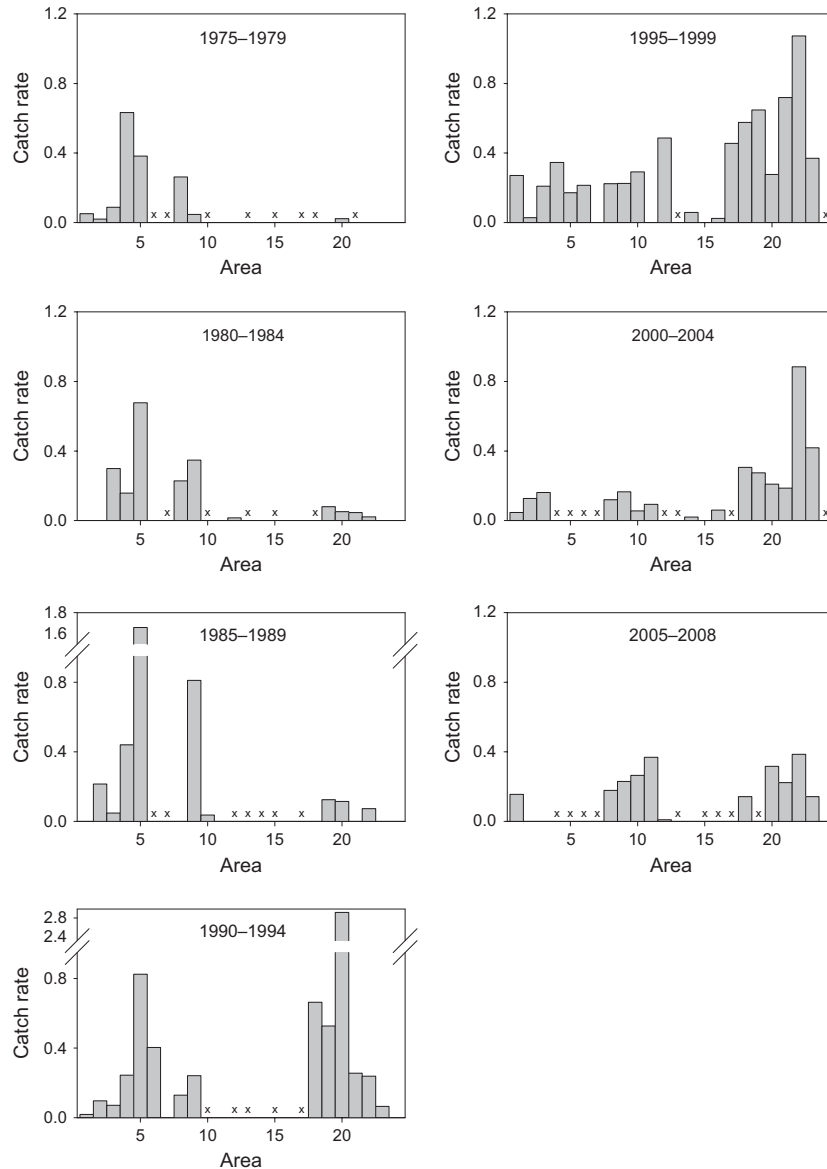 1.2
0.8
0.4
0.0
Catch rate
1975–1979
x x x x x x x x
5 10 15 20
Area
1.2
0.8
0.4
0.0
Catch rate
1995–1999
x x
5 10 15 20
Area
1.2
0.8
0.4
0.0
Catch rate
1980–1984
x x x x x
5 10 15 20
Area
1.2
0.8
0.4
0.0
Catch rate
2000–2004
x x x x x x x x
5 10 15 20
Area
1.8
1.6
0.8
0.4
0.0
Catch rate
1985–1989
x x x x x x x
5 10 15 20
Area
1.2
0.8
0.4
0.0
Catch rate
2005–2008
x x x x x x x x x
5 10 15 20
Area
2.8
2.4
0.8
0.4
0.0
Catch rate
1990–1994
x x x x x
5 10 15 20
Area